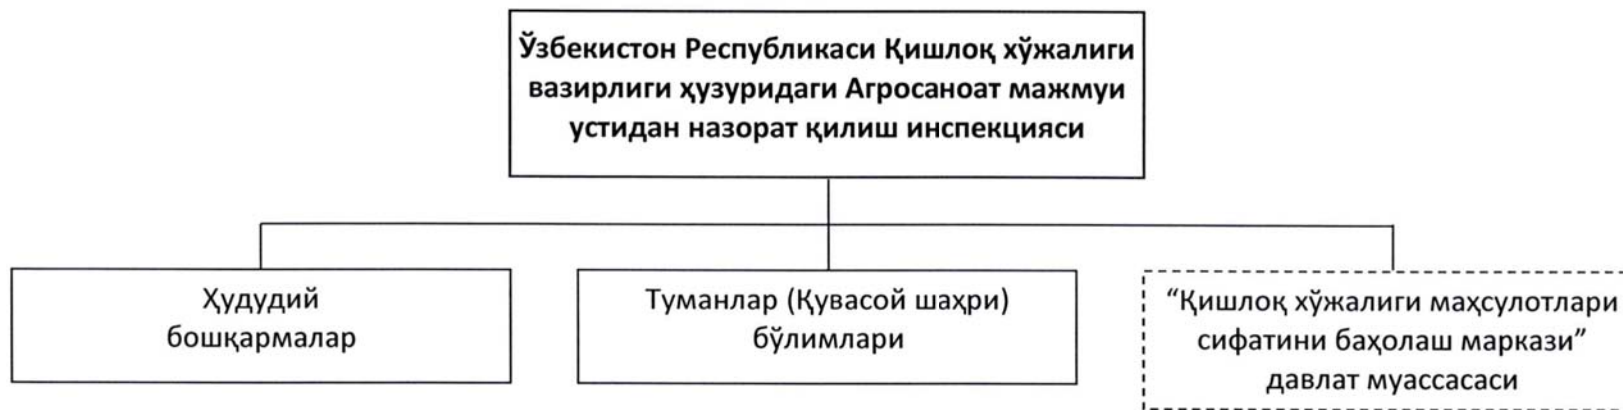 Ўзбекистон Республикаси Қишлоқ хўжалиги
вазирлиги ҳузуридаги Агросаноат мажмуи
устидан назорат қилиш инспекцияси
Ҳудудий
бошқармалар
Туманлар (Қувасой шаҳри)
бўлимлари
“Қишлоқ хўжалиги маҳсулотлари
сифатини баҳолаш маркази”
давлат муассасаси